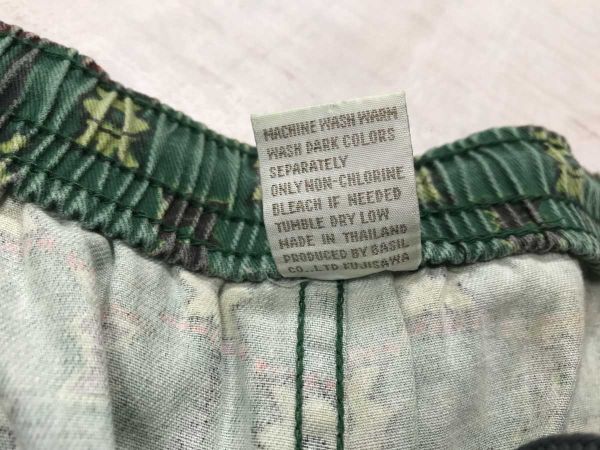 MACHINE WASH WARM
WASH DARK COLORS
SEPARATELY
ONLY NON-CHLORINE
BLEACH IF NEEDED
TUMBLE DRY LOW
MADE IN THAILAND
PRODUCED BY BASIL
CO.,LTD FUJISAWA